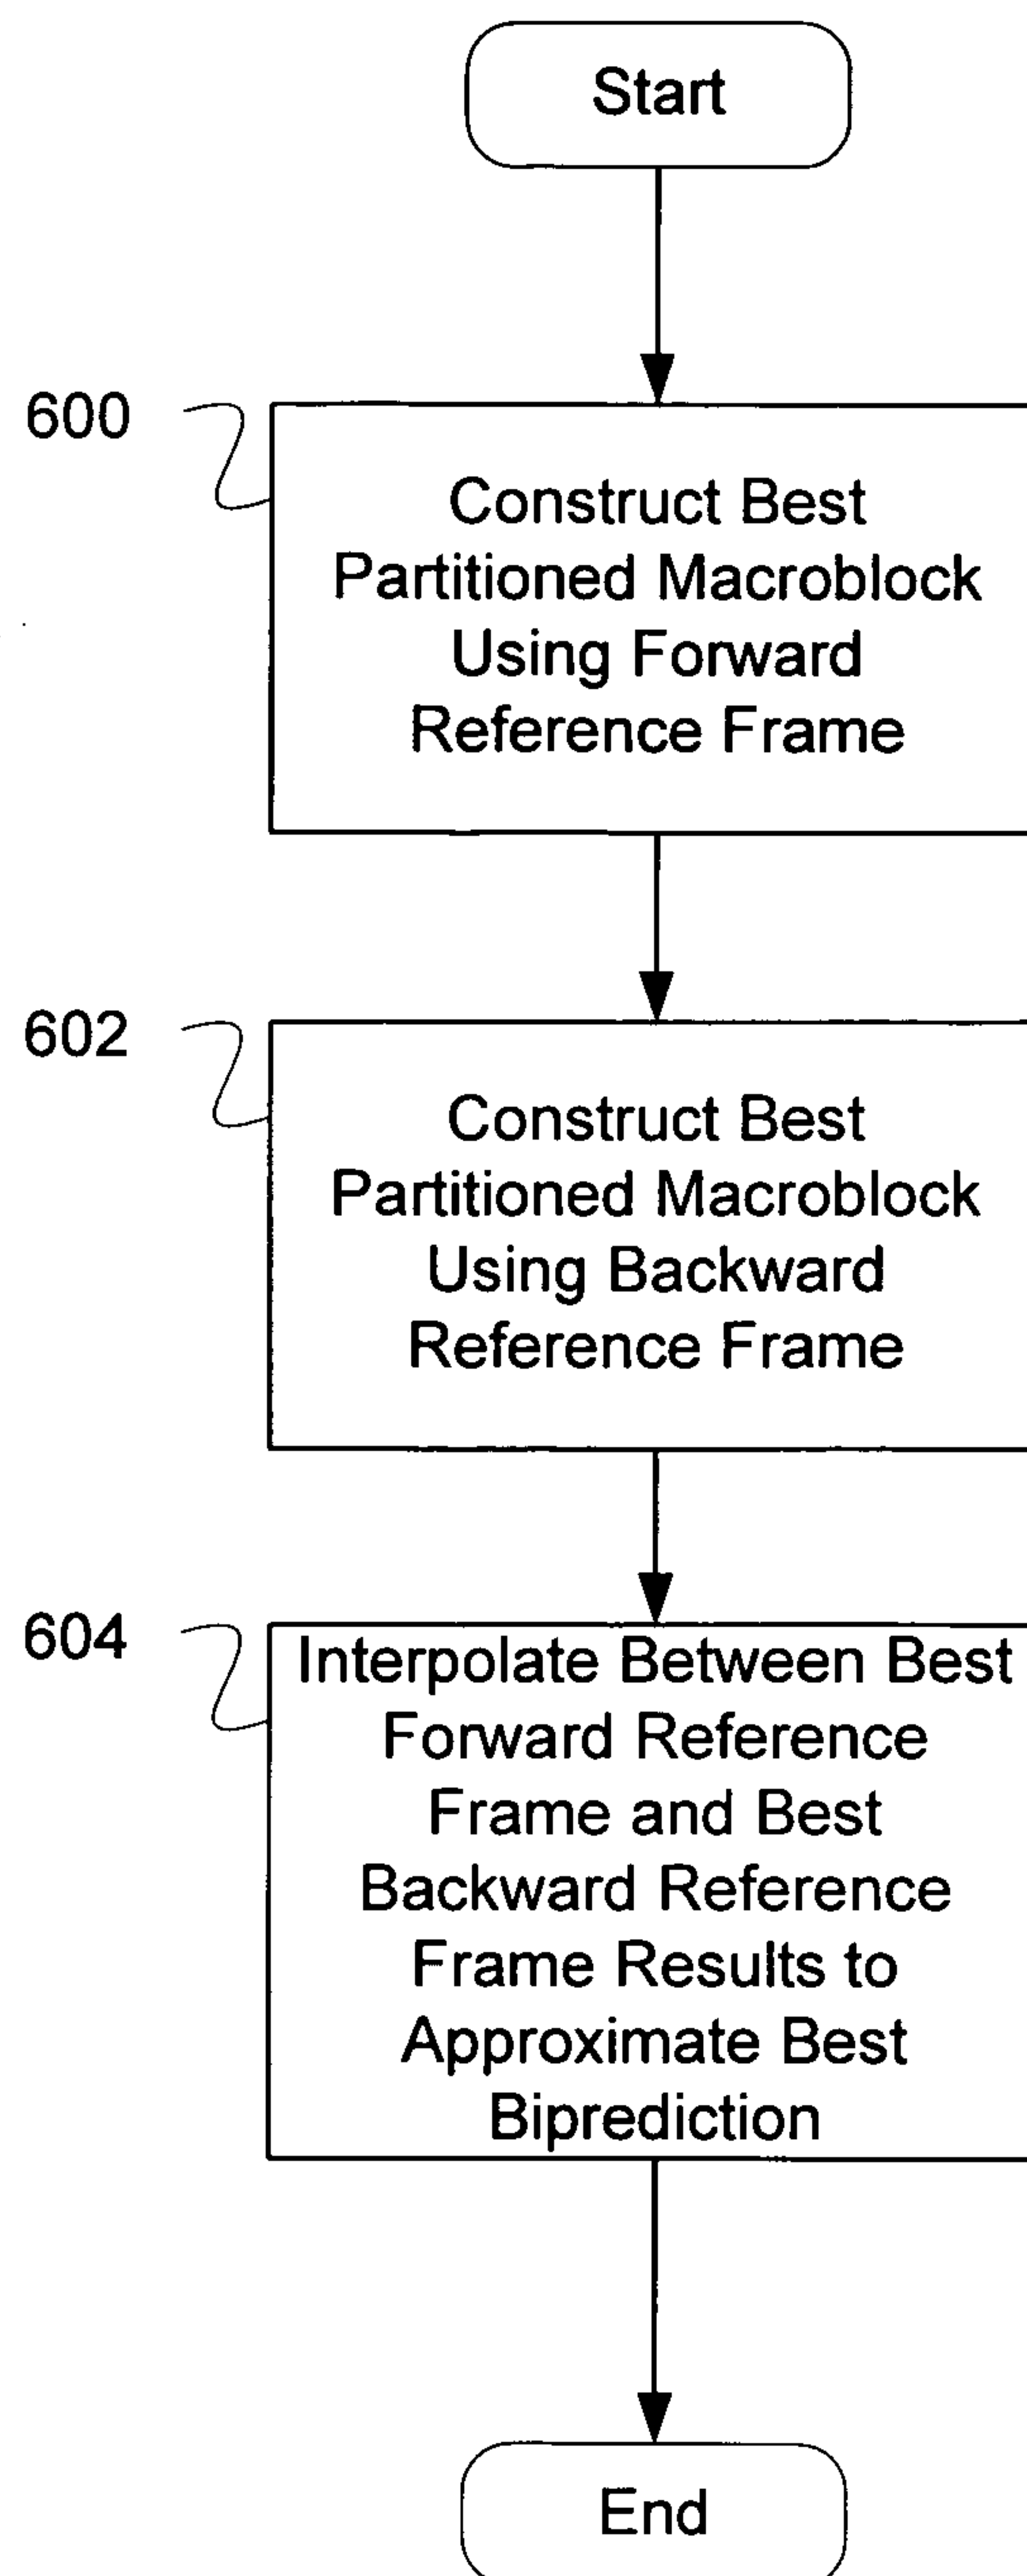 Start
600
Construct Best
Partitioned Macroblock
Using Forward
Reference Frame
602
Construct Best
Partitioned Macroblock
Using Backward
Reference Frame
604
Interpolate Between Best
Forward Reference
Frame and Best
Backward Reference
Frame Results to
Approximate Best
Biprediction
End